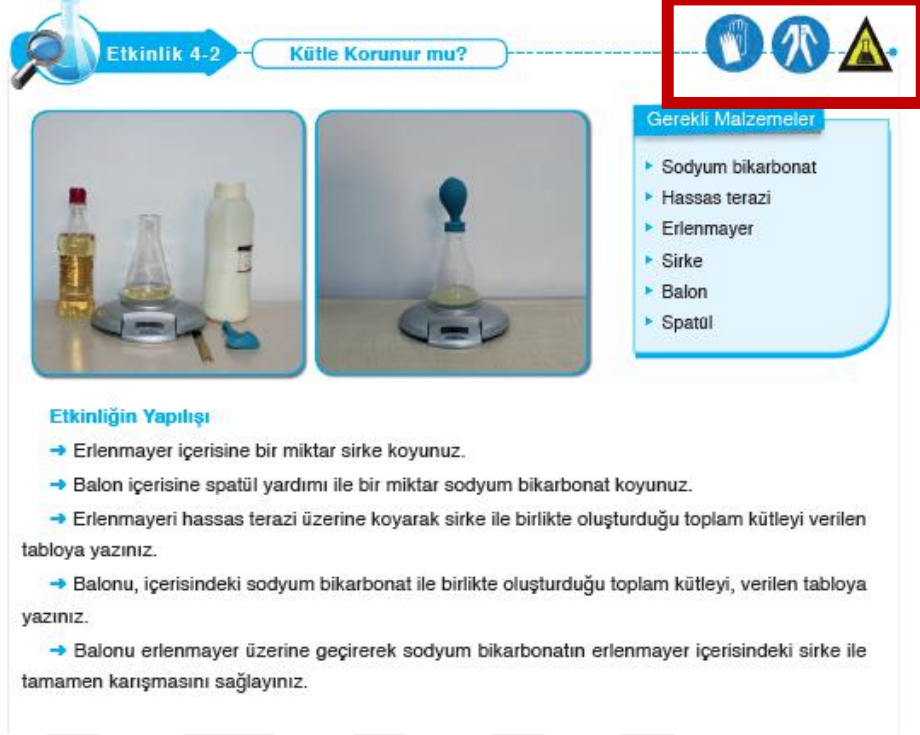 Etkinlik 4-2
Kütle Korunur mu?
Gerekli Malzemeler
Sodyum bikarbonat
Hassas terazi
Erlenmayer
Sirke
Balon
Spatül
Etkinliğin Yapılışı
→ Erlenmayer içerisine bir miktar sirke koyunuz.
→ Balon içerisine spatül yardımı ile bir miktar sodyum bikarbonat koyunuz.
→ Erlenmayeri hassas terazi üzerine koyarak sirke ile birlikte oluşturduğu toplam kütleyi verilen
tabloya yazınız.
→ Balonu, içerisindeki sodyum bikarbonat ile birlikte oluşturduğu toplam kütleyi, verilen tabloya
yazınız.
→ Balonu erlenmayer üzerine geçirerek sodyum bikarbonatın erlenmayer içerisindeki sirke ile
tamamen karışmasını sağlayınız.